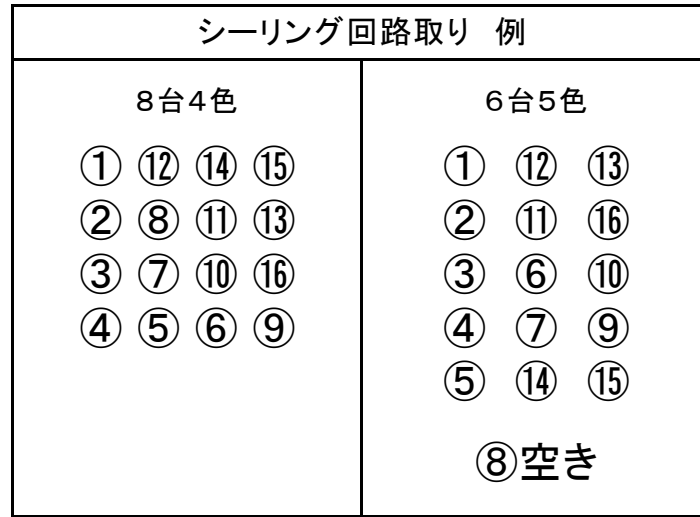 シーリング回路取り　例
８台４色
①　⑫　⑭　⑮
②　⑧　⑪　⑬
③　⑦　⑩　⑯
④　⑤　⑥　⑨
６台５色
①　⑫　⑬
②　⑪　⑯
③　⑥　⑩
④　⑦　⑨
⑤　⑭　⑮
⑧空き